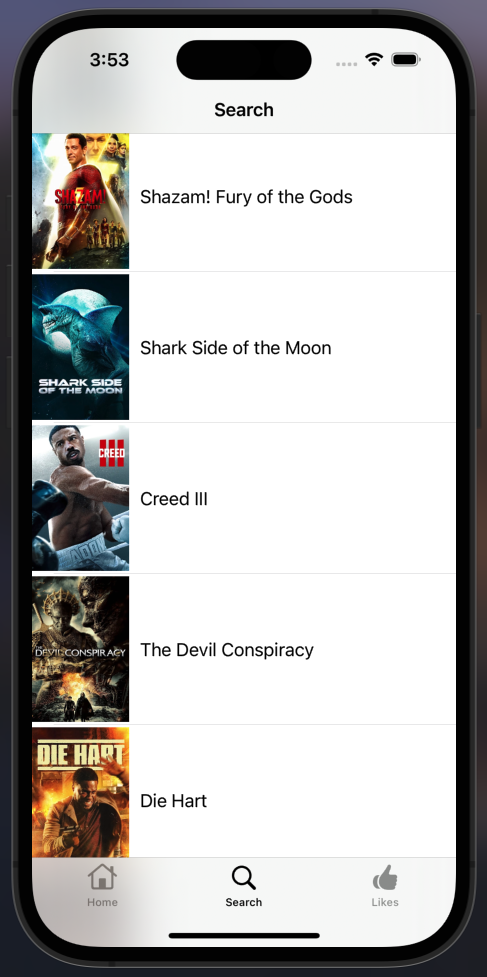 3:53
Search
SHAZAM!
Shazam! Fury of the Gods
SHARK SIDE
OF THE MOON
Shark Side of the Moon
CREED
III
Creed III
THE DEVIL CONSPIRACY
The Devil Conspiracy
DIE HART
Die Hart
Home
Search
Likes